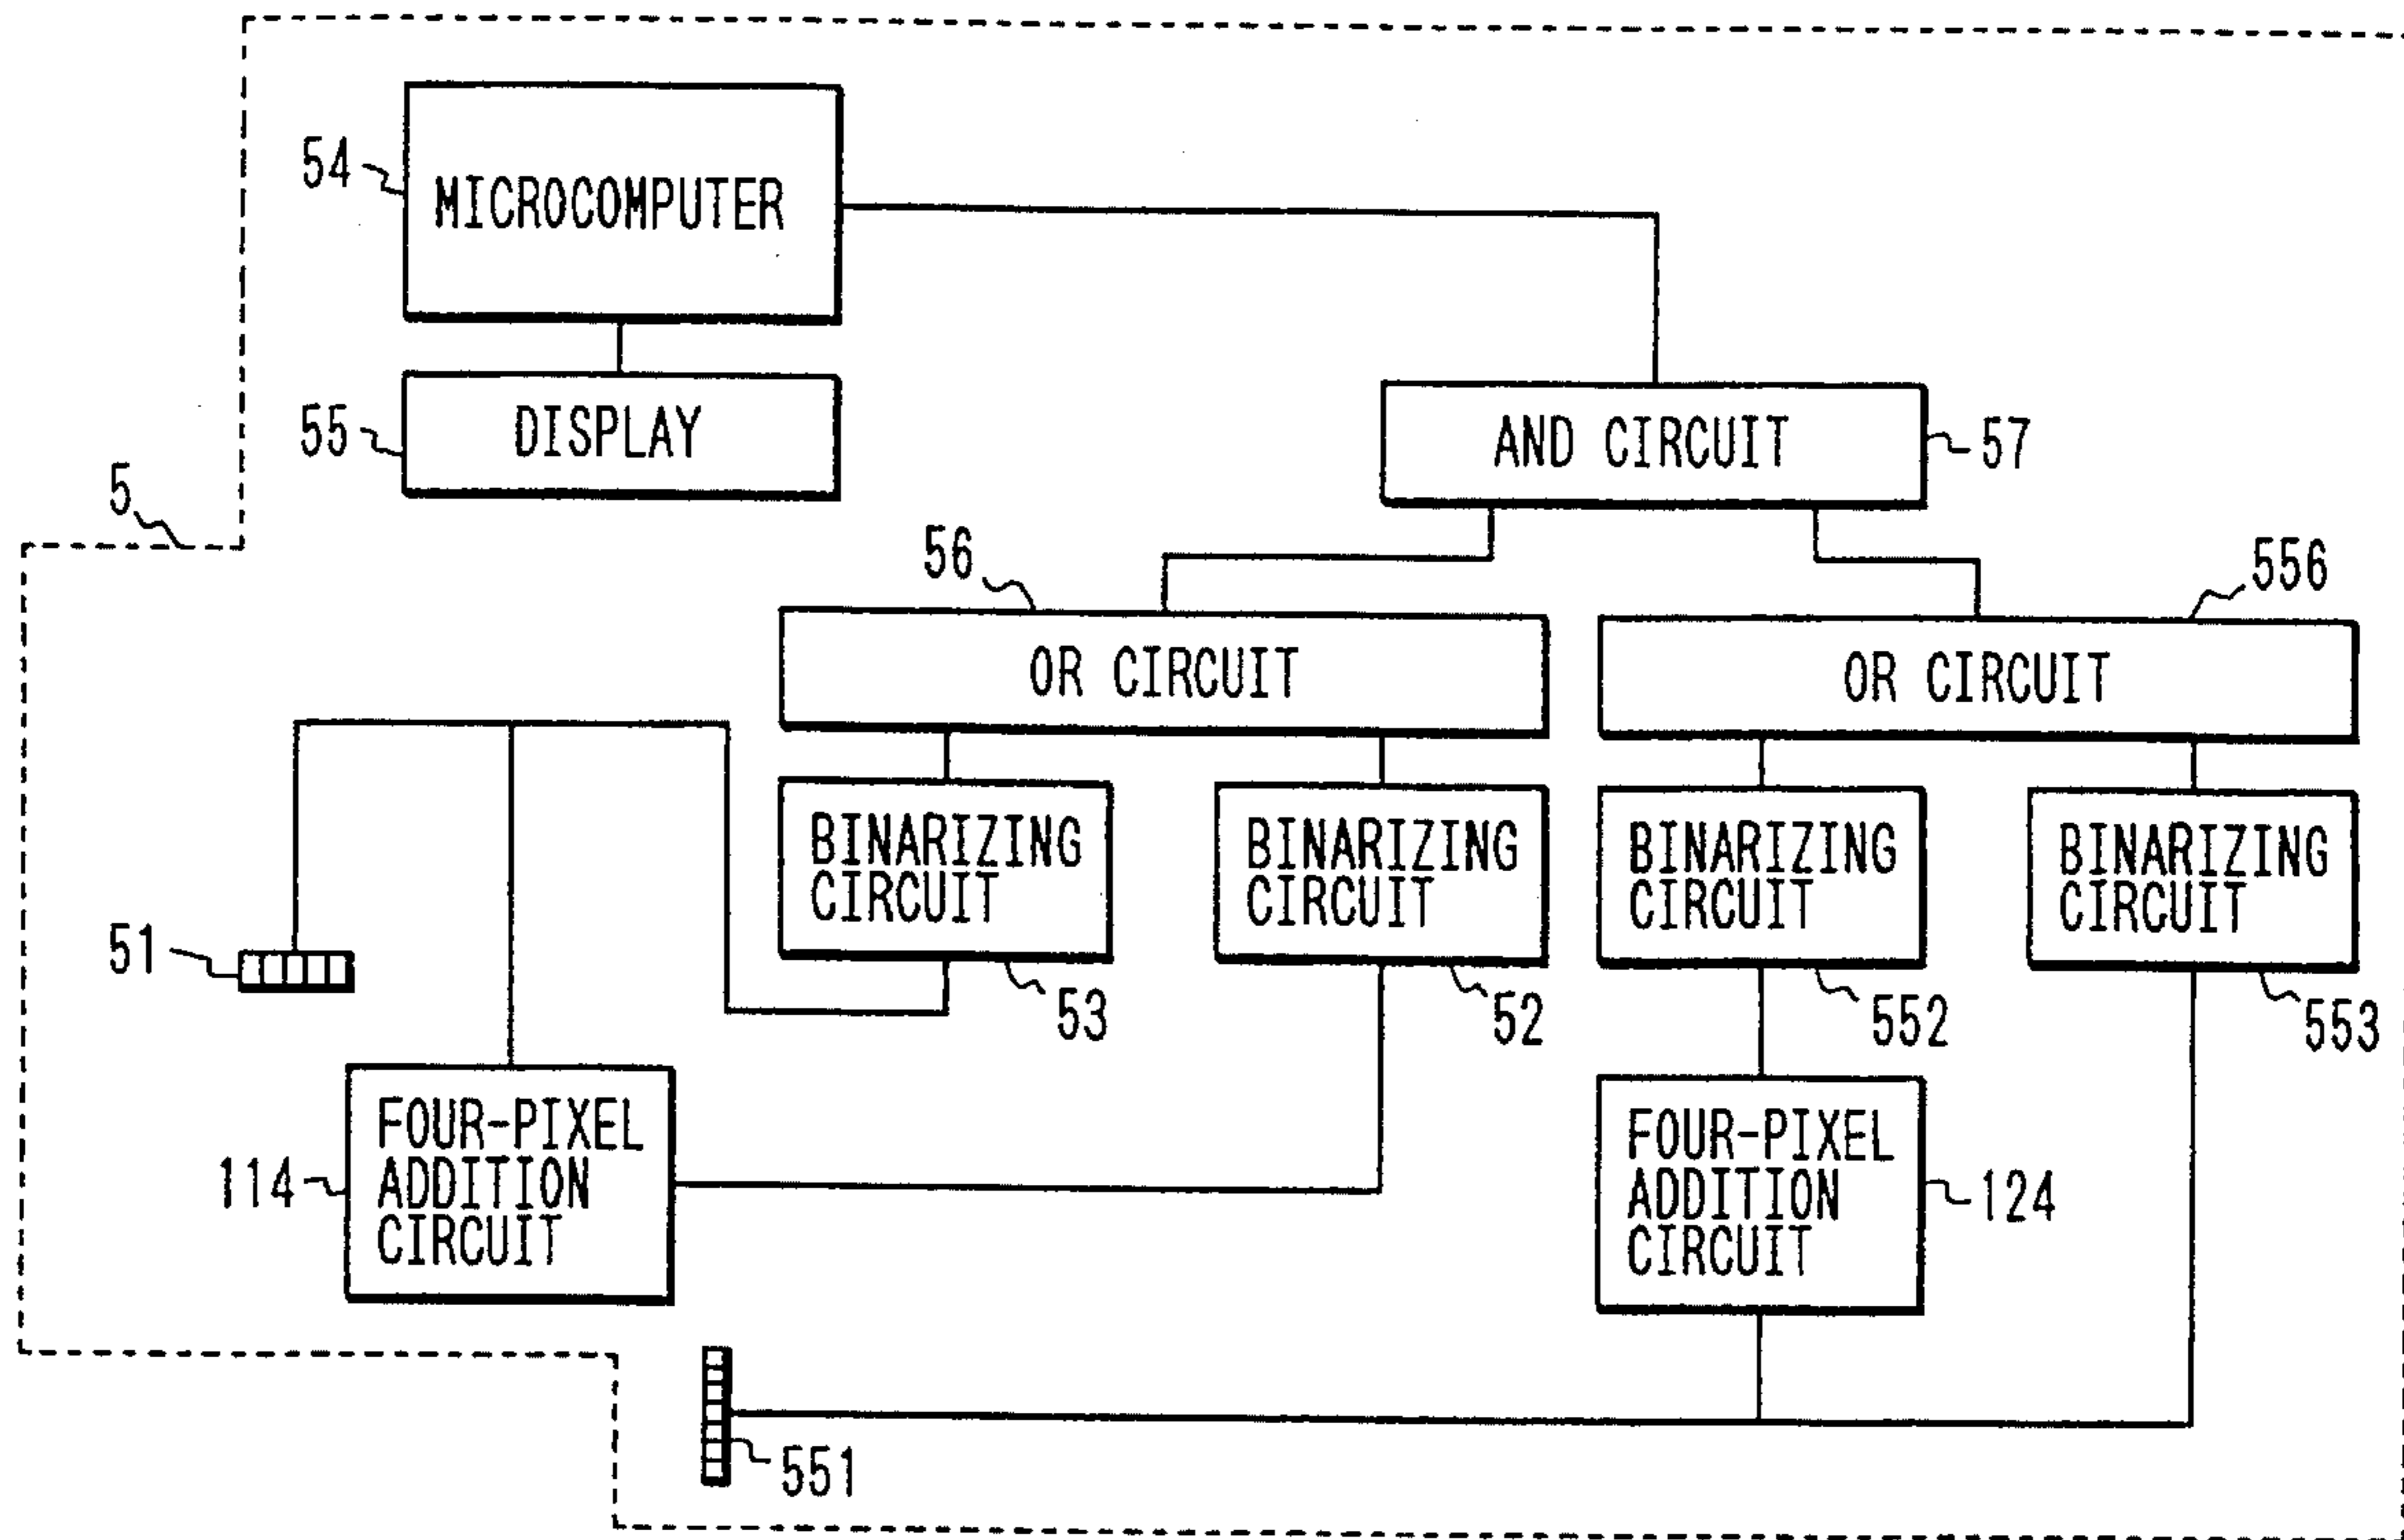 54
MICROCOMPUTER
55
DISPLAY
AND CIRCUIT
57
5
56
556
OR CIRCUIT
OR CIRCUIT
BINARIZING
CIRCUIT
BINARIZING
CIRCUIT
BINARIZING
CIRCUIT
BINARIZING
CIRCUIT
51
53
52
552
553
114
FOUR-PIXEL
ADDITION
CIRCUIT
FOUR-PIXEL
ADDITION
CIRCUIT
124
551